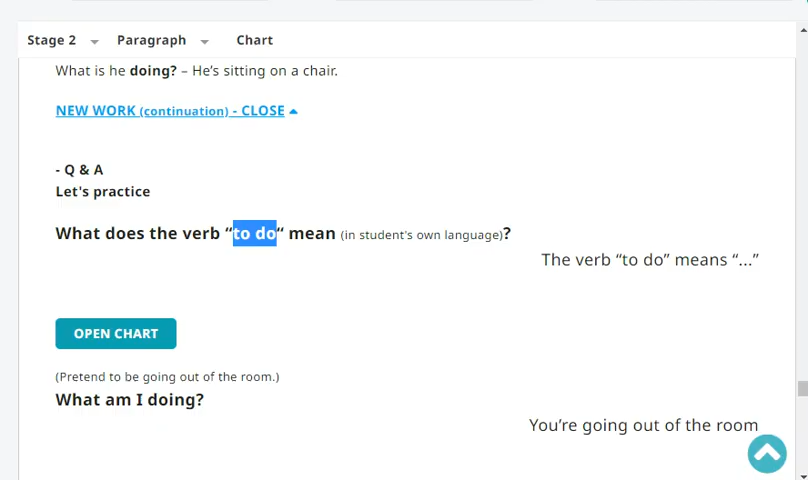 Stage 2 Paragraph Chart
What is he doing? – He's sitting on a chair.
NEW WORK (continuation) - CLOSE
- Q & A
Let's practice
What does the verb “to do“ mean (in student's own language)?
The verb “to do” means “...”
OPEN CHART
(Pretend to be going out of the room.)
What am I doing?
You’re going out of the room